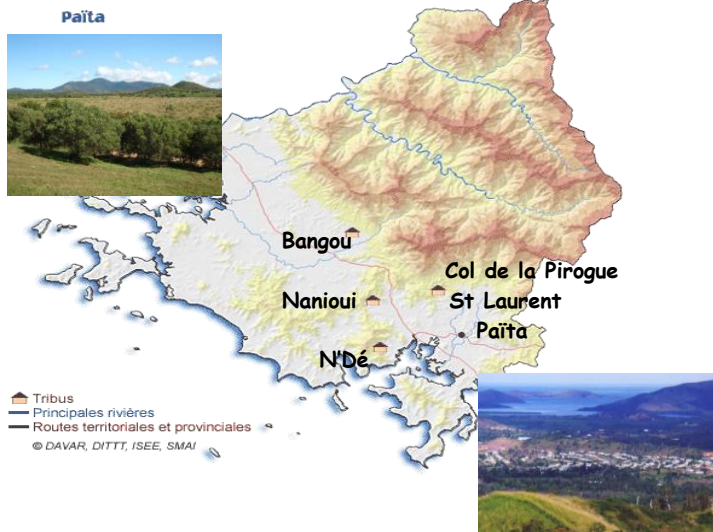 Païta
Bangou
Col de la Pirogue
Nanioui
St Laurent
Païta
N'Dé
Tribus
Principales rivières
Routes territoriales et provinciales
© DAVAR, DITTT, ISEE, SMAI